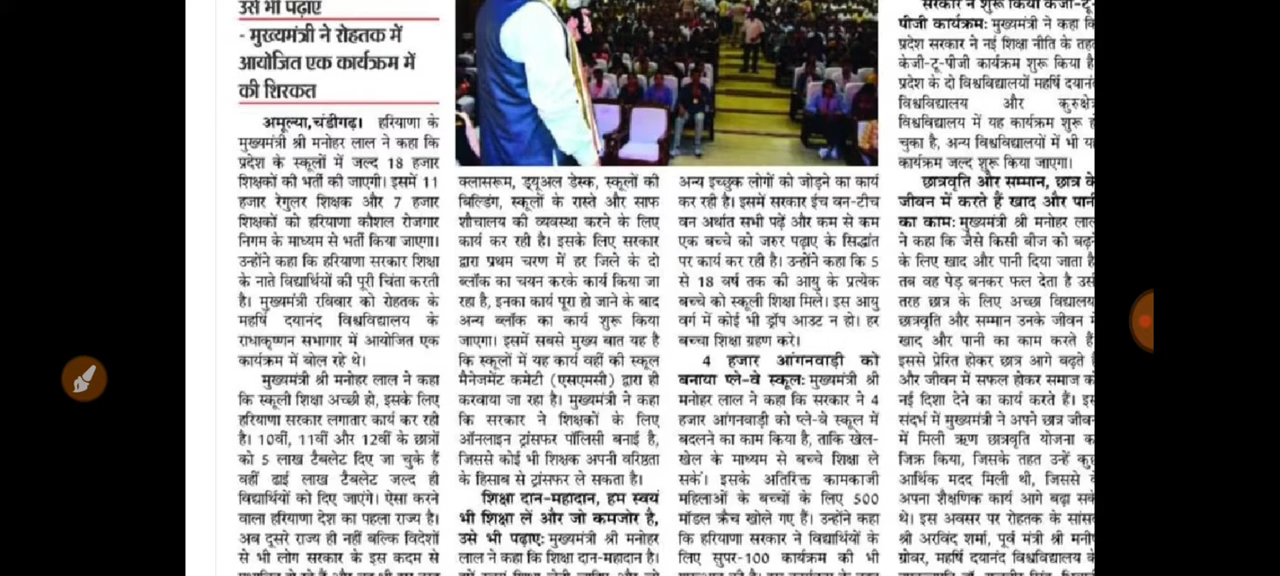 उसे भी पढ़ाए
- मुख्यमंत्री ने रोहतक में
आयोजित एक कार्यक्रम में
की शिरकत
अमूल्या,चंडीगढ़। हरियाणा के
मुख्यमंत्री श्री मनोहर लाल ने कहा कि
प्रदेश के स्कूलों में जल्द 18 हजार
शिक्षकों की भर्ती की जाएगी। इसमें 11
हजार रेगुलर शिक्षक और 7 हजार
शिक्षकों को हरियाणा कौशल रोजगार
निगम के माध्यम से भर्ती किया जाएगा।
उन्होंने कहा कि हरियाणा सरकार शिक्षा
के नाते विद्यार्थियों की पूरी चिंता करती
है। मुख्यमंत्री रविवार को रोहतक के
महर्षि दयानंद विश्वविद्यालय के
राधाकृष्णन सभागार में आयोजित एक
कार्यक्रम में बोल रहे थे।
मुख्यमंत्री श्री मनोहर लाल ने कहा
कि स्कूली शिक्षा अच्छी हो, इसके लिए
हरियाणा सरकार लगातार कार्य कर रही
है। 10वीं, 11वीं और 12वीं के छात्रों
को 5 लाख टैबलेट दिए जा चुके हैं
वहीं ढाई लाख टैबलेट जल्द ही
विद्यार्थियों को दिए जाएंगे। ऐसा करने
वाला हरियाणा देश का पहला राज्य है।
अब दूसरे राज्य ही नहीं बल्कि विदेशों
से भी लोग सरकार के इस कदम से
क्लासरूम, डूयूअल डेस्क, स्कूलों की
बिल्डिंग, स्कूलों के रास्ते और साफ
शौचालय की व्यवस्था करने के लिए
कार्य कर रही है। इसके लिए सरकार
द्वारा प्रथम चरण में हर जिले के दो
ब्लॉक का चयन करके कार्य किया जा
रहा है, इनका कार्य पूरा हो जाने के बाद
अन्य ब्लॉक का कार्य शुरू किया
जाएगा। इसमें सबसे मुख्य बात यह है
कि स्कूलों में यह कार्य वहीं की स्कूल
मैनेजमेंट कमेटी (एसएमसी) द्वारा ही
करवाया जा रहा है। मुख्यमंत्री ने कहा
कि सरकार ने शिक्षकों के लिए
ऑनलाइन ट्रांसफर पॉलिसी बनाई है,
जिससे कोई भी शिक्षक अपनी वरिष्ठता
के हिसाब से ट्रांसफर ले सकता है।
शिक्षा दान-महादान, हम स्वयं
भी शिक्षा लें और जो कमजोर है,
उसे भी पढ़ाए: मुख्यमंत्री श्री मनोहर
लाल ने कहा कि शिक्षा दान-महादान है।
अन्य इच्छुक लोगों को जोड़ने का कार्य
कर रही है। इसमें सरकार ईच वन-टीच
वन अर्थात सभी पढ़ें और कम से कम
एक बच्चे को जरुर पढ़ाए के सिद्धांत
पर कार्य कर रही है। उन्होंने कहा कि 5
से 18 वर्ष तक की आयु के प्रत्येक
बच्चे को स्कूली शिक्षा मिले। इस आयु
वर्ग में कोई भी ड्रॉप आउट न हो। हर
बच्चा शिक्षा ग्रहण करे।
4 हजार आंगनवाड़ी को
बनाया प्ले-वे स्कूल: मुख्यमंत्री श्री
मनोहर लाल ने कहा कि सरकार ने 4
हजार आंगनवाड़ी को प्ले-वे स्कूल में
बदलने का काम किया है, ताकि खेल-
खेल के माध्यम से बच्चे शिक्षा ले
सकें। इसके अतिरिक्त कामकाजी
महिलाओं के बच्चों के लिए 500
मॉडल क्रैच खोले गए हैं। उन्होंने कहा
कि हरियाणा सरकार ने विद्यार्थियों के
लिए सुपर-100 कार्यक्रम की भी
सरकार ने शुरू किया केजी-टू-
पीजी कार्यक्रम: मुख्यमंत्री ने कहा कि
प्रदेश सरकार ने नई शिक्षा नीति के तहत
केजी-टू-पीजी कार्यक्रम शुरू किया है
प्रदेश के दो विश्वविद्यालयों महर्षि दयानंद
विश्वविद्यालय और कुरुक्षेत्र
विश्वविद्यालय में यह कार्यक्रम शुरू हो
चुका है, अन्य विश्वविद्यालयों में भी यह
कार्यक्रम जल्द शुरू किया जाएगा।
छात्रवृति और सम्मान, छात्र के
जीवन में करते हैं खाद और पानी
का काम: मुख्यमंत्री श्री मनोहर लाल
ने कहा कि जैसे किसी बीज को बढ़ने
के लिए खाद और पानी दिया जाता है
तब वह पेड़ बनकर फल देता है उसी
तरह छात्र के लिए अच्छा विद्यालय
छात्रवृति और सम्मान उनके जीवन में
खाद और पानी का काम करते हैं
इससे प्रेरित होकर छात्र आगे बढ़ते हैं
और जीवन में सफल होकर समाज को
नई दिशा देने का कार्य करते हैं। इस
संदर्भ में मुख्यमंत्री ने अपने छात्र जीवन
में मिली ऋण छात्रवृति योजना का
जिक्र किया, जिसके तहत उन्हें कुछ
आर्थिक मदद मिली थी, जिससे वे
अपना शैक्षणिक कार्य आगे बढ़ा सके
थे। इस अवसर पर रोहतक के सांसद
श्री अरविंद शर्मा, पूर्व मंत्री श्री मनीष
ग्रोवर, महर्षि दयानंद विश्वविद्यालय के